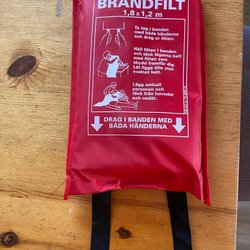 BRANDFILT
1,8 x 1,2 m
Ta tag i banden
med båda händerna
och drag ur filten.
Håll filten i banden
och täck lågorna helt
med filten som
skydd framför dig.
Låt ligga tills elden
svalnat helt.
Lägg omkull
personen och täck
från huvudet
och nedåt.
DRAG I BANDEN MED
BÅDA HÄNDERNA